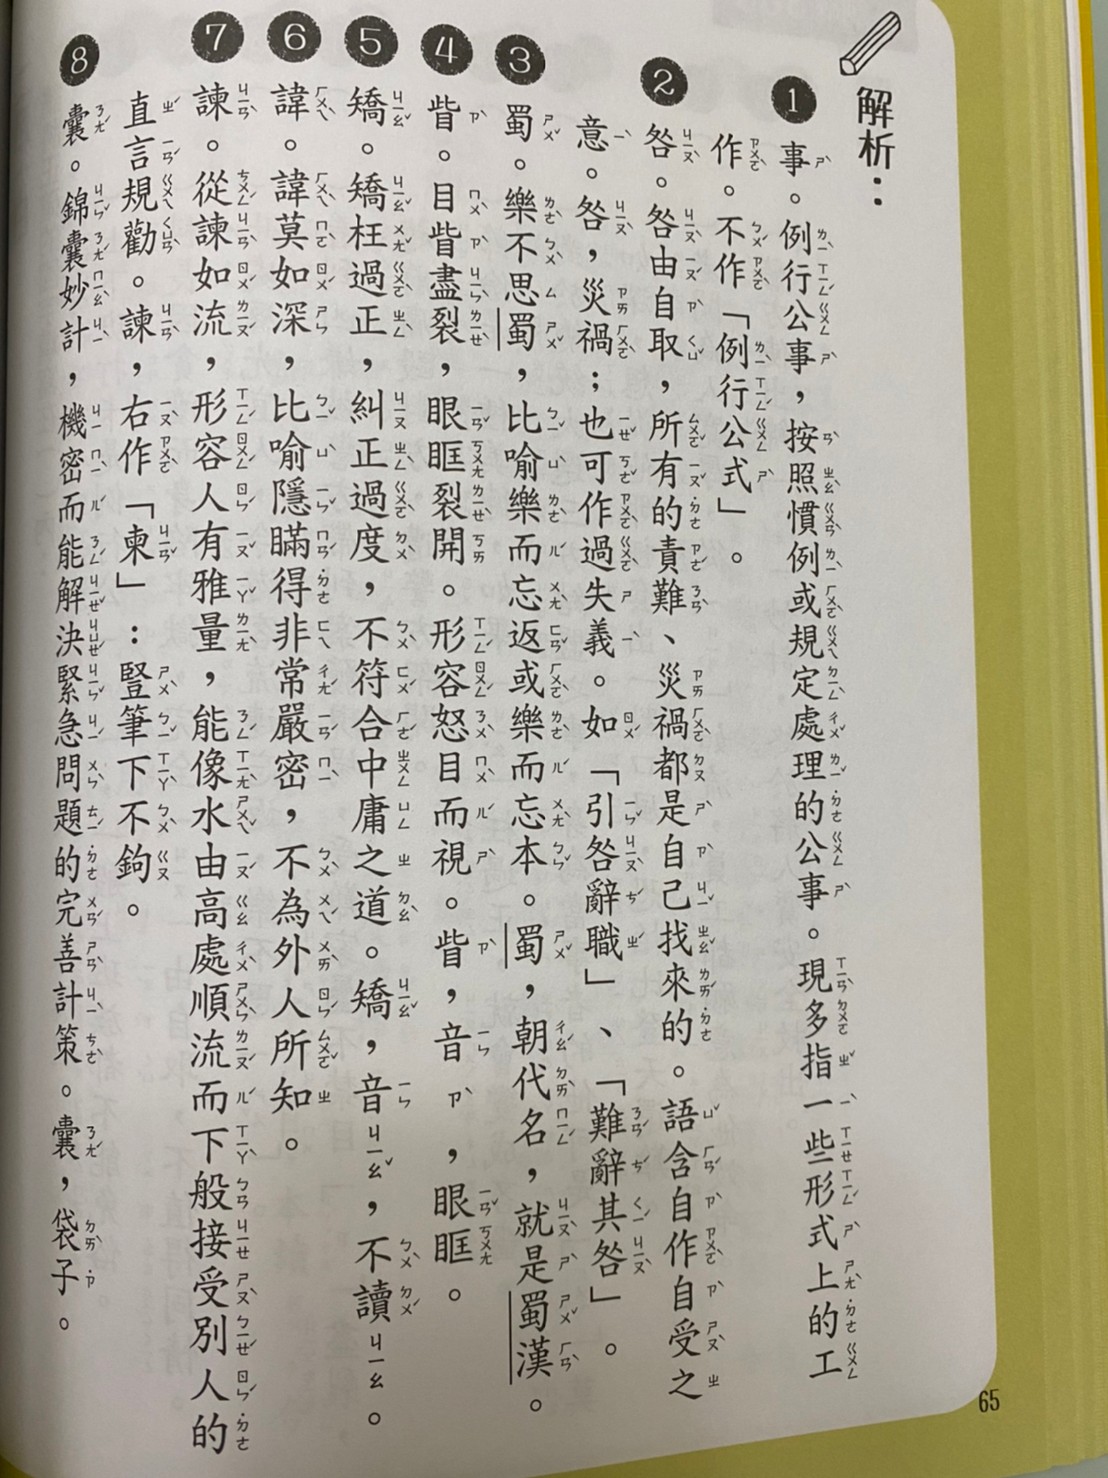 解析：
1 事。例行公事，按照慣例或規定處理的公事。現多指一些形式上的工
作。不作「例行公式」。
2 咎。咎由自取，所有的責難、災禍都是自己找來的。語含自作自受之
意。咎，災禍；也可作過失義。如「引咎辭職」、「難辭其咎」。
3 蜀。樂不思蜀，比喻樂而忘返或樂而忘本。蜀，朝代名，就是蜀漢。
4 眥。目眥盡裂，眼眶裂開。形容怒目而視。眥，音ㄗˋ，眼眶。
5 矯。矯枉過正，糾正過度，不符合中庸之道。矯，音ㄐㄧㄠˇ，不讀ㄐㄧㄠ。
6 諱。諱莫如深，比喻隱瞞得非常嚴密，不為外人所知。
7 諫。從諫如流，形容人有雅量，能像水由高處順流而下般接受別人的
直言規勸。諫，右作「柬」：豎筆下不鉤。
8 囊。錦囊妙計，機密而能解決緊急問題的完善計策。囊，袋子。
65